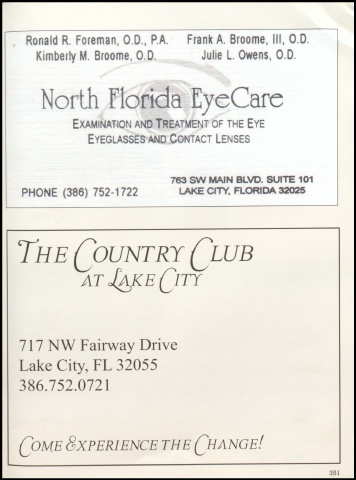 Ronald R. Foreman, O.D., P.A. Frank A. Broome, III, O.D.
Kimberly M. Broome, O.D. Julie L. Owens, O.D.
North Florida EyeCare
EXAMINATION AND TREATMENT OF THE EYE
EYEGLASSES AND CONTACT LENSES
763 SW MAIN BLVD. SUITE 101
PHONE (386) 752-1722 LAKE CITY, FLORIDA 32025
THE COUNTRY CLUB
AT LAKE CITY
717 NW Fairway Drive
Lake City, FL 32055
386.752.0721
COME & EXPERIENCE THE CHANGE!
351